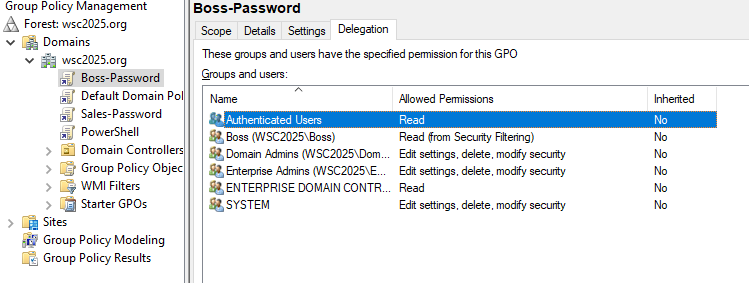 Group Policy Management
Forest: wsc2025.org
Domains
wsc2025.org
Boss-Password
Default Domain Pol
Sales-Password
PowerShell
Domain Controllers
Group Policy Objec
WMI Filters
Starter GPOs
Sites
Group Policy Modeling
Group Policy Results
Boss-Password
Scope Details Settings Delegation
These groups and users have the specified permission for this GPO
Groups and users:
Name Allowed Permissions Inherited
Authenticated Users Read No
Boss (WSC2025\Boss) Read (from Security Filtering) No
Domain Admins (WSC2025\Dom... Edit settings, delete, modify security No
Enterprise Admins (WSC2025\E... Edit settings, delete, modify security No
ENTERPRISE DOMAIN CONTR... Read No
SYSTEM Edit settings, delete, modify security No